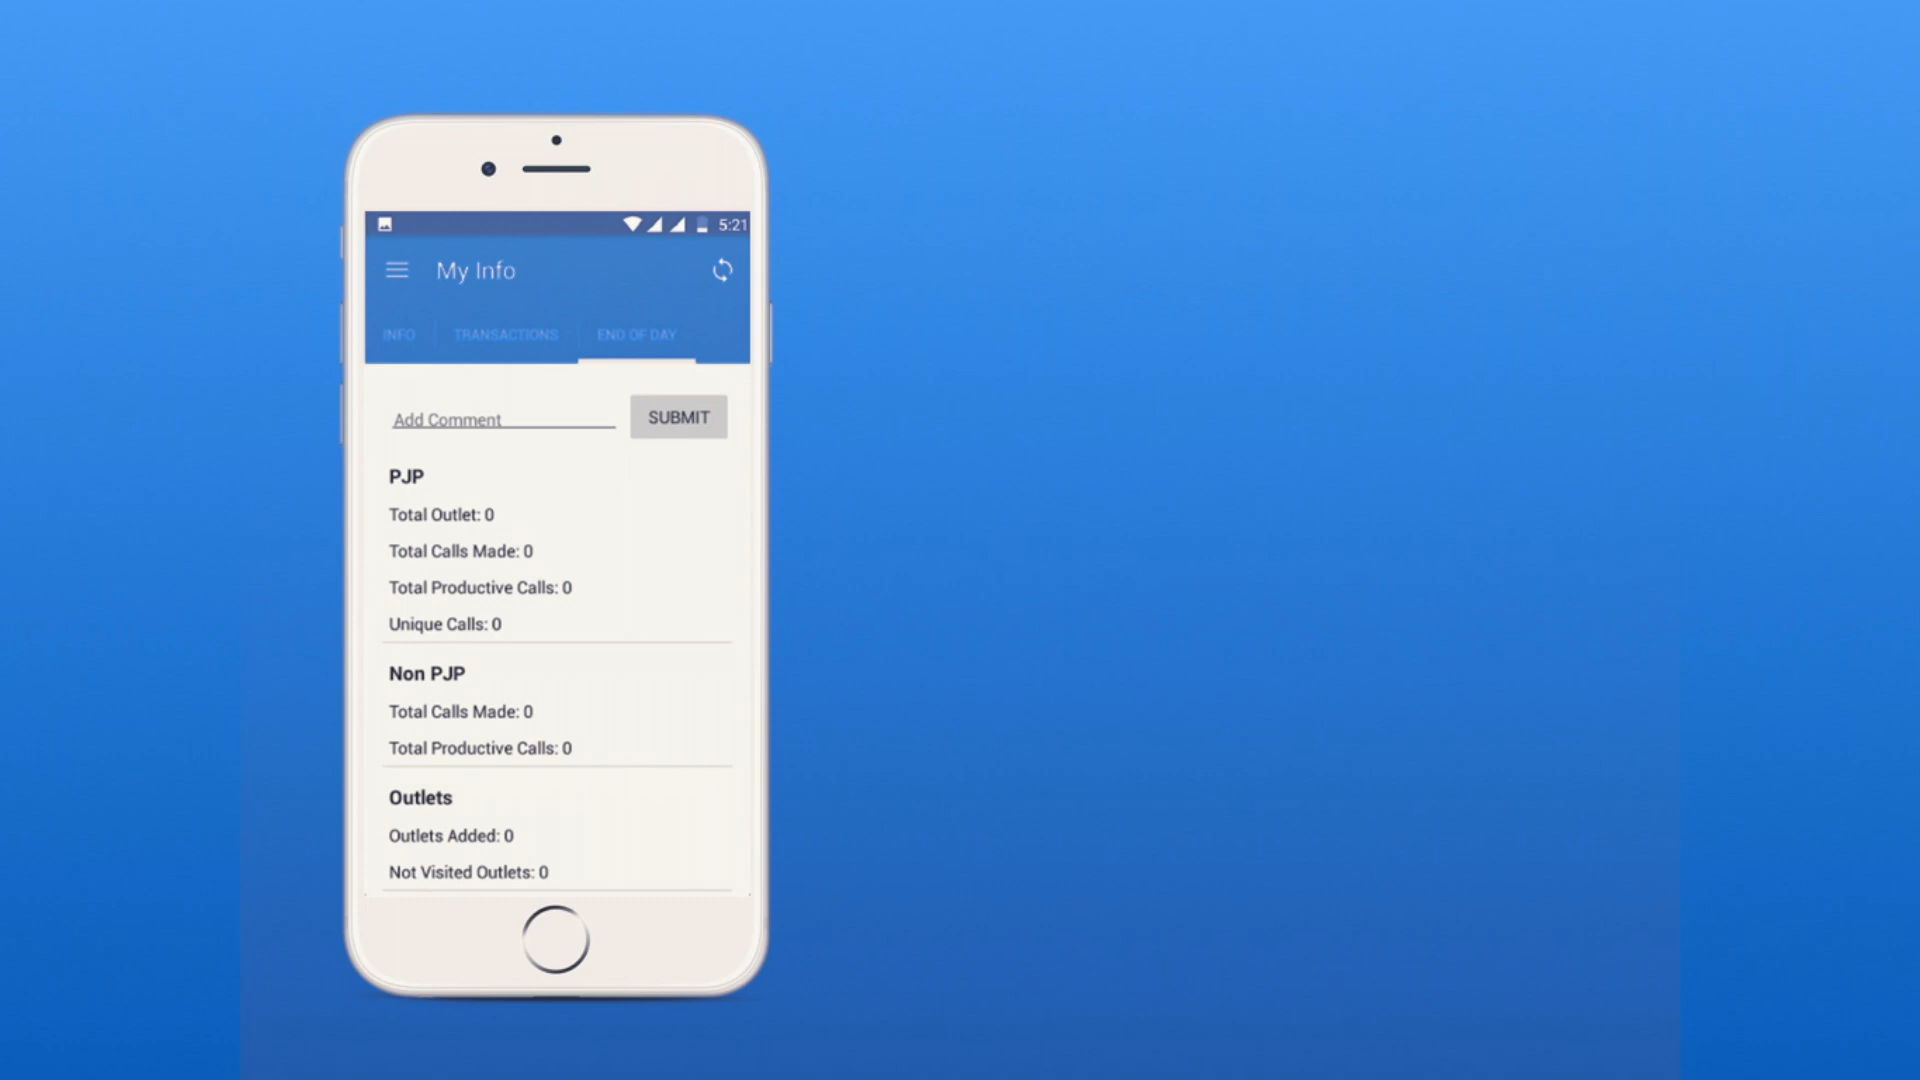 5:21
My Info
INFO
TRANSACTIONS
END OF DAY
Add Comment
SUBMIT
PJP
Total Outlet: 0
Total Calls Made: 0
Total Productive Calls: 0
Unique Calls: 0
Non PJP
Total Calls Made: 0
Total Productive Calls: 0
Outlets
Outlets Added: 0
Not Visited Outlets: 0